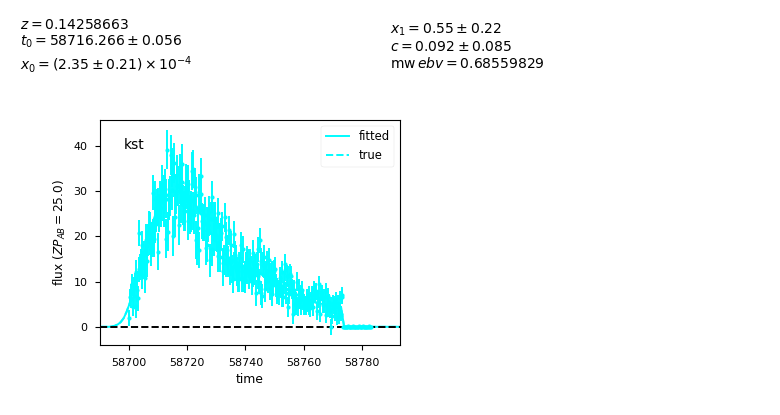 z = 0.14258663
t₀ = 58716.266 ± 0.056
x₀ = (2.35 ± 0.21) × 10⁻⁴
x₁ = 0.55 ± 0.22
c = 0.092 ± 0.085
mw ebv = 0.68559829
kst
fitted
true
40
30
20
10
0
flux (ZP_AB = 25.0)
58700 58720 58740 58760 58780
time